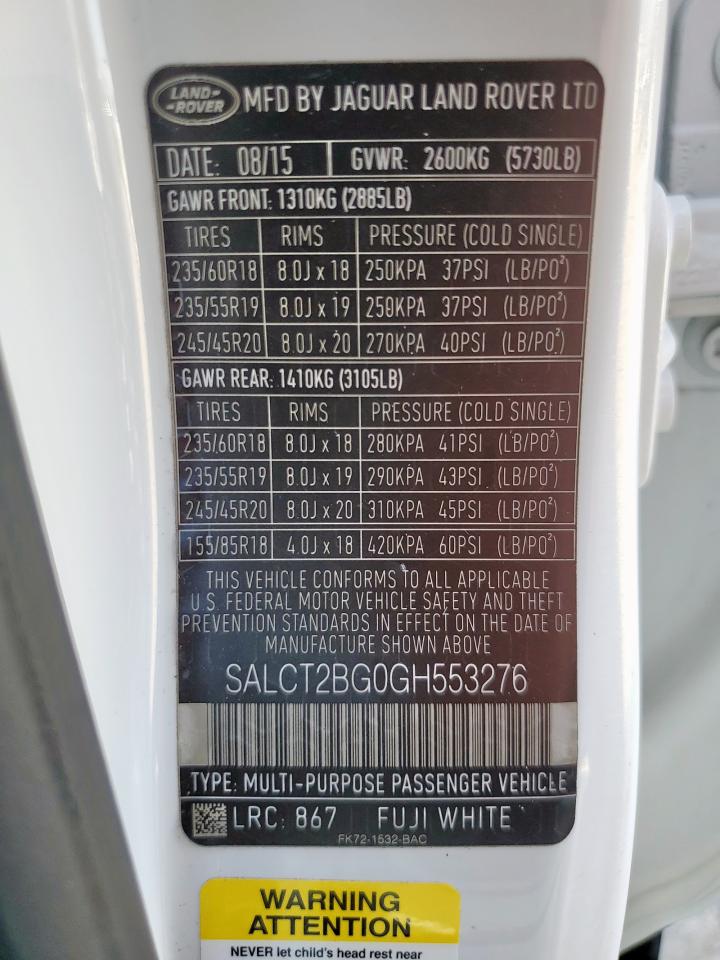 LAND-
-ROVER MFD BY JAGUAR LAND ROVER LTD
DATE: 08/15 GVWR: 2600KG (5730LB)
GAWR FRONT: 1310KG (2885LB)
TIRES RIMS PRESSURE (COLD SINGLE)
235/60R18 8.0J x 18 250KPA 37PSI (LB/PO²)
235/55R19 8.0J x 19 250KPA 37PSI (LB/PO²)
245/45R20 8.0J x 20 270KPA 40PSI (LB/PO²)
GAWR REAR: 1410KG (3105LB)
TIRES RIMS PRESSURE (COLD SINGLE)
235/60R18 8.0J x 18 280KPA 41PSI (LB/PO²)
235/55R19 8.0J x 19 290KPA 43PSI (LB/PO²)
245/45R20 8.0J x 20 310KPA 45PSI (LB/PO²)
155/85R18 4.0J x 18 420KPA 60PSI (LB/PO²)
THIS VEHICLE CONFORMS TO ALL APPLICABLE
U.S. FEDERAL MOTOR VEHICLE SAFETY AND THEFT
PREVENTION STANDARDS IN EFFECT ON THE DATE OF
MANUFACTURE SHOWN ABOVE
SALCT2BG0GH553276
TYPE: MULTI-PURPOSE PASSENGER VEHICLE
LRC: 867 FUJI WHITE
FK72-1532-BAC
WARNING
ATTENTION
NEVER let child's head rest near